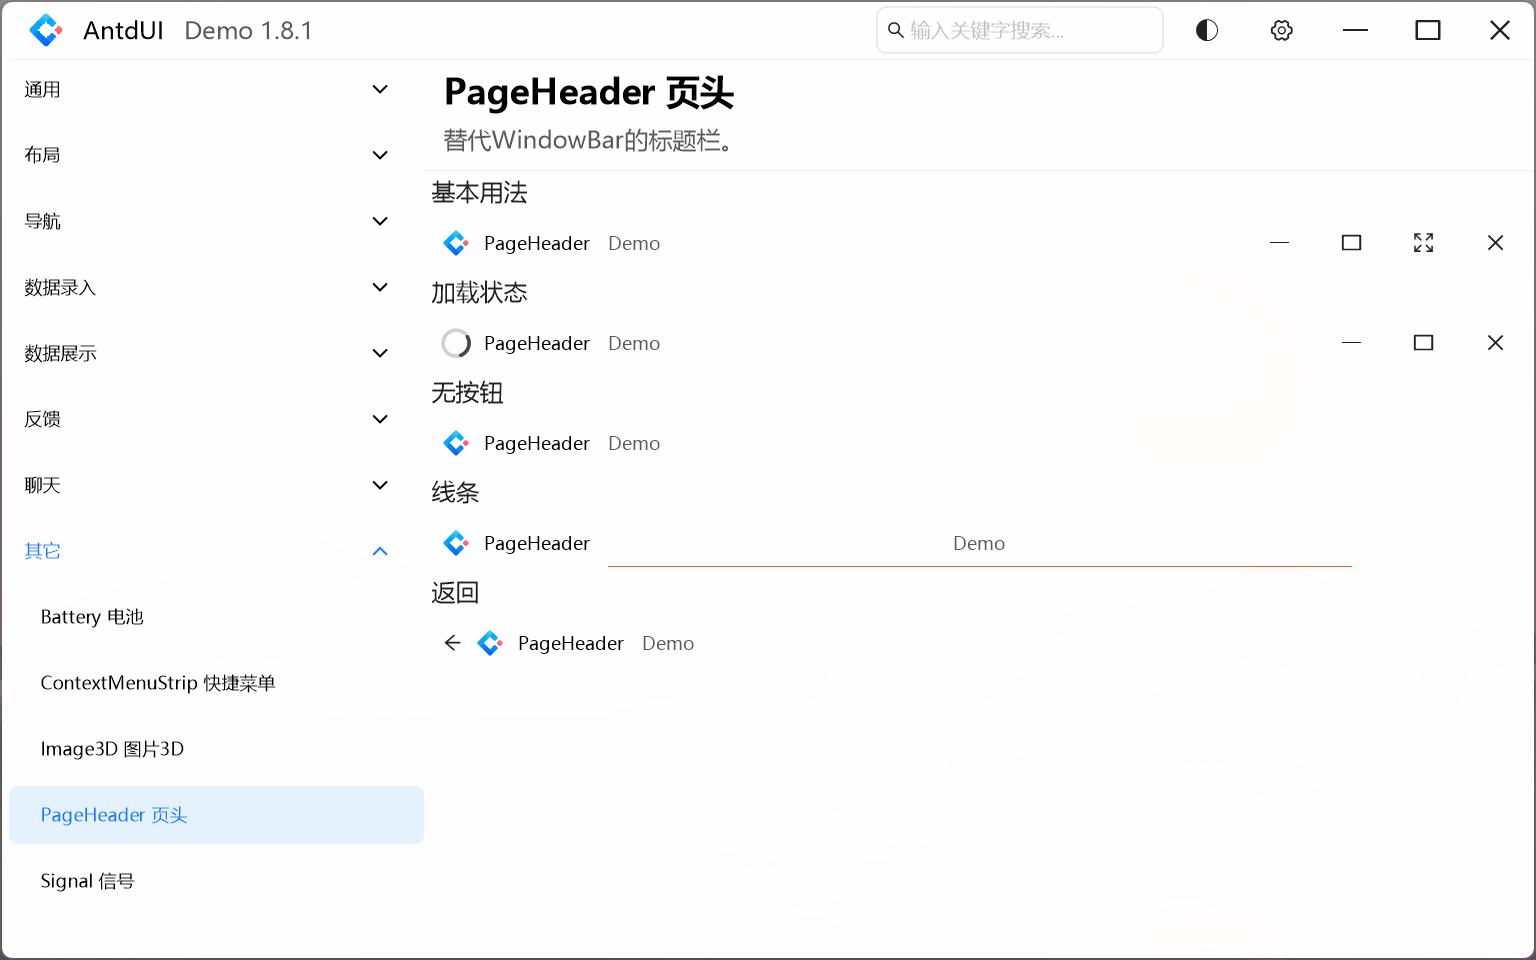 AntdUI Demo 1.8.1
输入关键字搜索...
通用
布局
导航
数据录入
数据展示
反馈
聊天
其它
Battery 电池
ContextMenuStrip 快捷菜单
Image3D 图片3D
PageHeader 页头
Signal 信号
PageHeader 页头
替代WindowBar的标题栏。
基本用法
PageHeader Demo
加载状态
PageHeader Demo
无按钮
PageHeader Demo
线条
PageHeader Demo
返回
PageHeader Demo